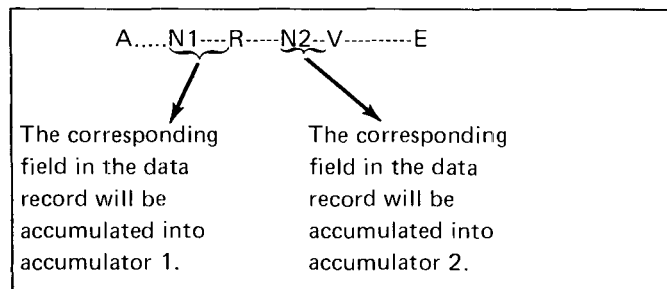 A.....N1----R-----N2--V----------E
The corresponding
field in the data
record will be
accumulated into
accumulator 1.
The corresponding
field in the data
record will be
accumulated into
accumulator 2.